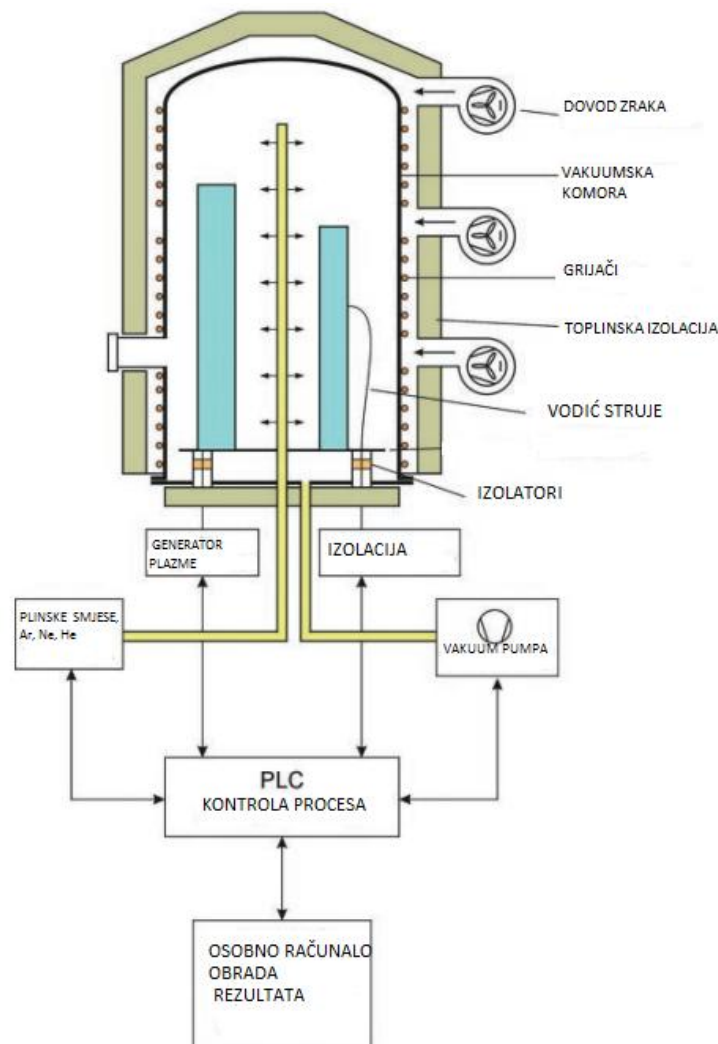 DOVOD ZRAKA
VAKUUMSKA
KOMORA
GRIJAČI
TOPLINSKA IZOLACIJA
VODIĆ STRUJE
IZOLATORI
GENERATOR
PLAZME
IZOLACIJA
PLINSKE SMJESE,
Ar, Ne, He
VAKUUM PUMPA
PLC
KONTROLA PROCESA
OSOBNO RAČUNALO
OBRADA
REZULTATA